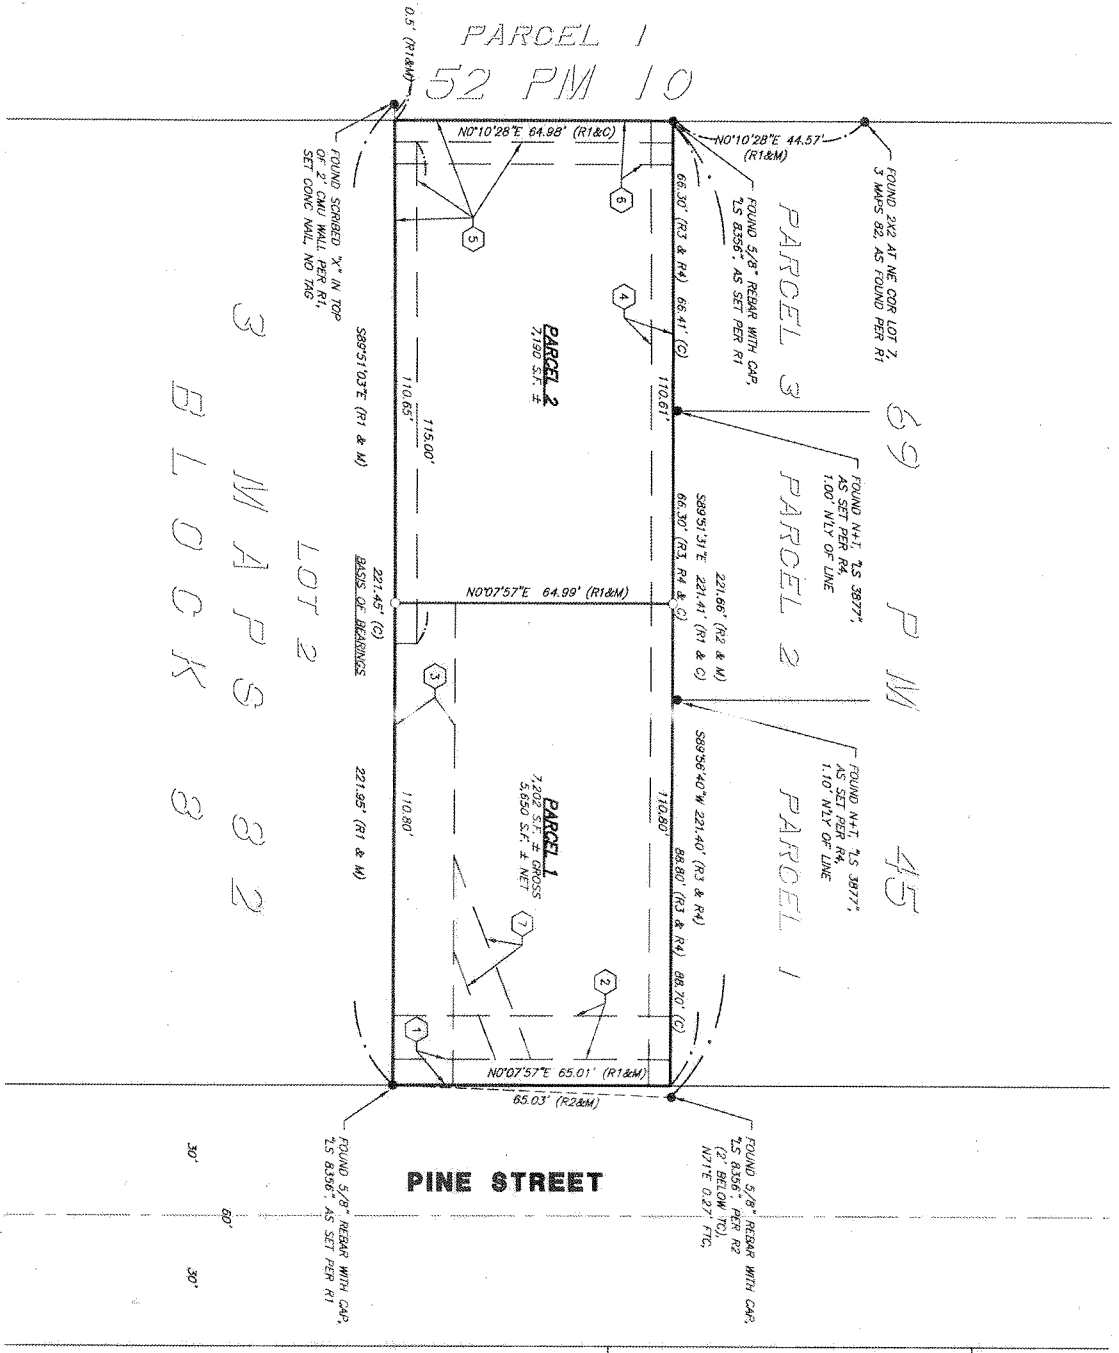 PARCEL 1
52 PM 10
0.5' (R1&M)
N0°10'28"E 64.98' (R1&C)
N0°10'28"E 44.57'
(R1&M)
FOUND 2X2 AT NE COR LOT 7,
3 MAPS 82, AS FOUND PER R1
FOUND 5/8" REBAR WITH CAP,
"LS 8356", AS SET PER R1
FOUND SCRIBED "X" IN TOP
OF 2' CMU WALL PER R1,
SET CONC NAIL, NO TAG
PARCEL 3
PARCEL 2
PARCEL 1
69 PM 45
66.30' (R3 & R4) 66.41' (C)
110.61'
FOUND N+T, "LS 3877",
AS SET PER R4,
1.00' N'LY OF LINE
221.66' (R2 & M)
S89°51'31"E 221.41' (R1 & C)
66.30' (R3, R4 & C)
FOUND N+T, "LS 3877",
AS SET PER R4,
1.10' N'LY OF LINE
S89°56'40"W 221.40' (R3 & R4)
88.80' (R3 & R4) 88.70' (C)
110.80'
6
5
4
PARCEL 2
7,190 S.F. ±
115.00'
110.65'
S89°51'03"E (R1 & M)
N0°07'57"E 64.99' (R1&M)
221.45' (C)
BASIS OF BEARINGS
3
PARCEL 1
7,202 S.F. ± GROSS
5,650 S.F. ± NET
7
2
1
110.80'
221.95' (R1 & M)
LOT 2
3 MAPS 82
BLOCK 8
N0°07'57"E 65.01' (R1&M)
65.03' (R2&M)
FOUND 5/8" REBAR WITH CAP,
"LS 8356", AS SET PER R1
FOUND 5/8" REBAR WITH CAP,
"LS 8356", PER R2
(2' BELOW TC),
N71°E 0.27' FTC,
PINE STREET
30'
60'
30'